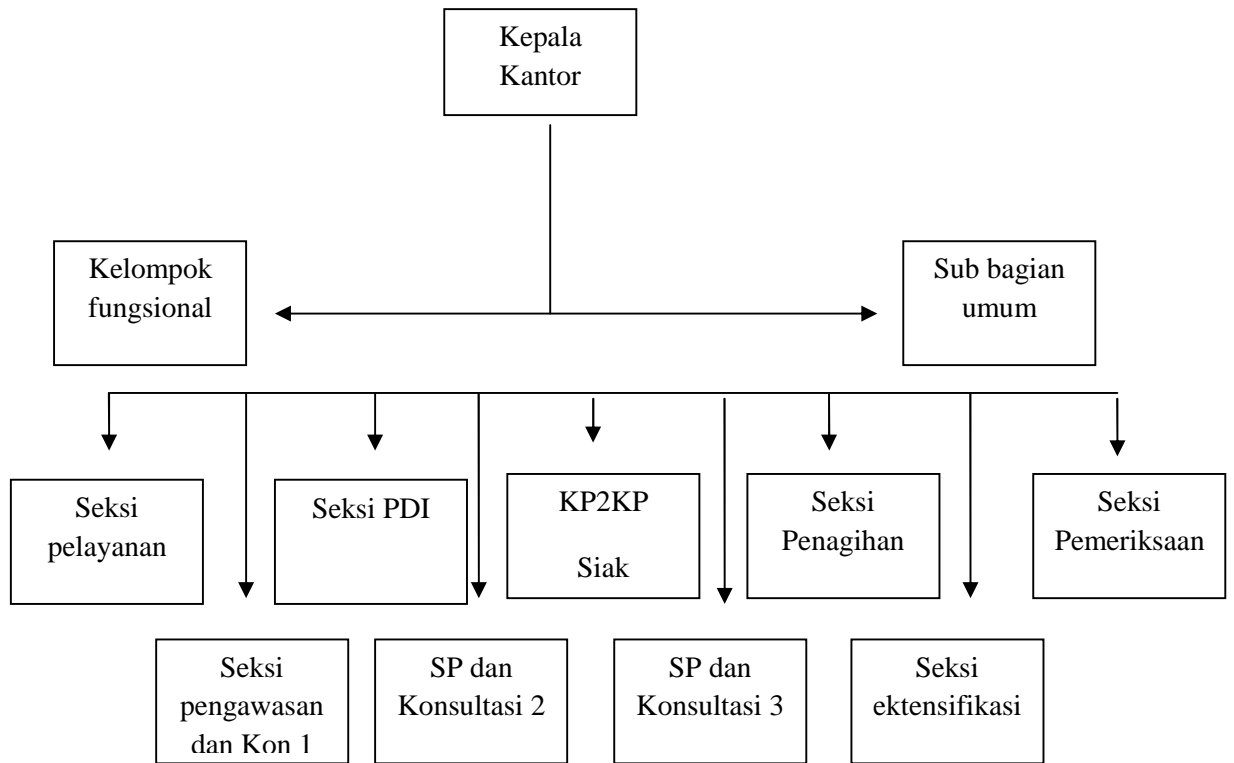 Kepala
Kantor
Kelompok
fungsional
Sub bagian
umum
Seksi
pelayanan
Seksi PDI
KP2KP
Siak
Seksi
Penagihan
Seksi
Pemeriksaan
Seksi
pengawasan
dan Kon 1
SP dan
Konsultasi 2
SP dan
Konsultasi 3
Seksi
ektensifikasi